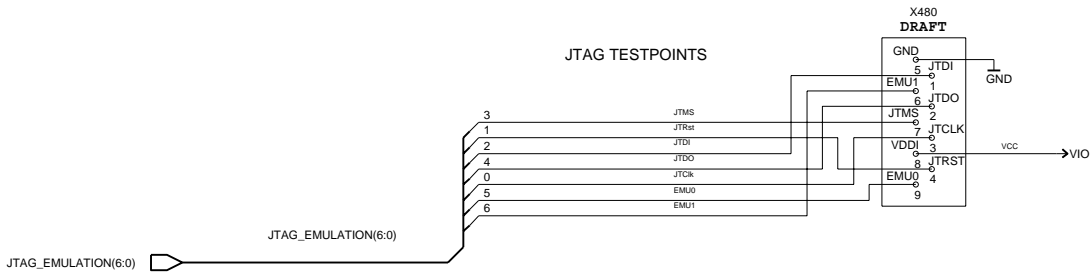 X480
DRAFT
JTAG TESTPOINTS
GND
5
JTDI
1
GND
EMU1
6
JTDO
2
3
JTMS
JTMS
7
JTCLK
3
1
JTRst
2
JTDI
VDDI
8
VCC
VIO
4
JTDO
JTRST
4
0
JTClk
EMU0
9
5
EMU0
6
EMU1
JTAG_EMULATION(6:0)
JTAG_EMULATION(6:0)